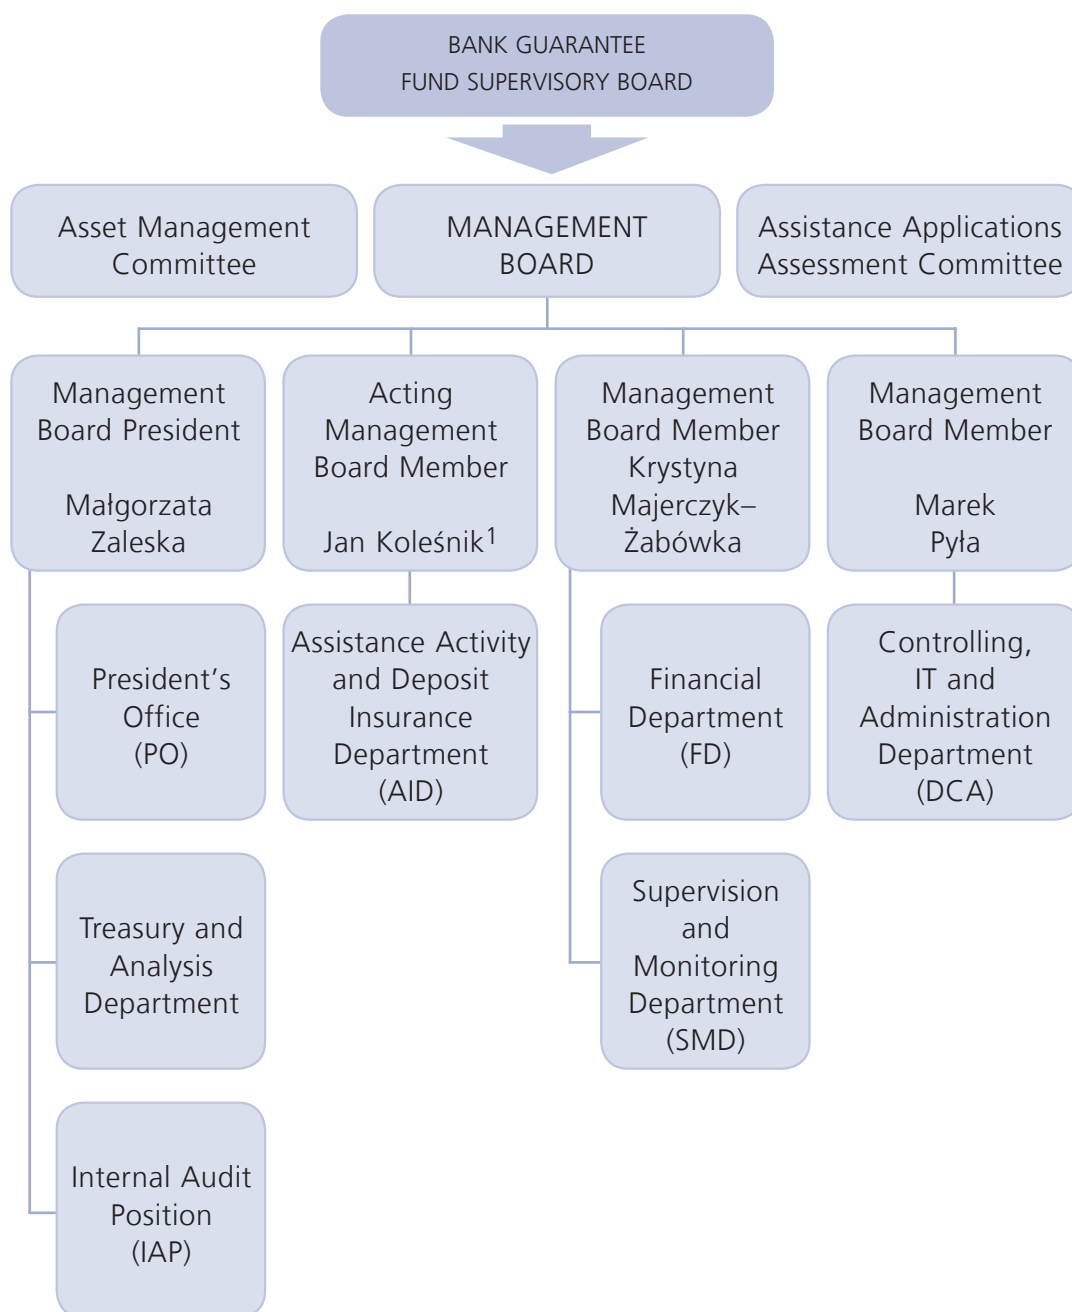 BANK GUARANTEE
FUND SUPERVISORY BOARD
Asset Management
Committee
MANAGEMENT
BOARD
Assistance Applications
Assessment Committee
Management
Board President
Małgorzata
Zaleska
Acting
Management
Board Member
Jan Koleśnik1
Management
Board Member
Krystyna
Majerczyk–
Żabówka
Management
Board Member
Marek
Pyła
President's
Office
(PO)
Assistance Activity
and Deposit
Insurance
Department
(AID)
Financial
Department
(FD)
Controlling,
IT and
Administration
Department
(DCA)
Treasury and
Analysis
Department
Supervision
and
Monitoring
Department
(SMD)
Internal Audit
Position
(IAP)